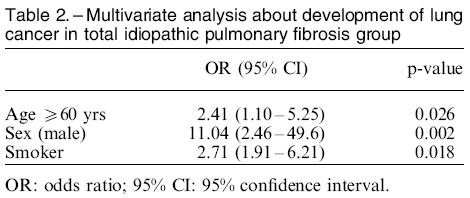 Table 2. – Multivariate analysis about development of lung
cancer in total idiopathic pulmonary fibrosis group
OR (95% CI) p-value
Age ⩾60 yrs 2.41 (1.10–5.25) 0.026
Sex (male) 11.04 (2.46–49.6) 0.002
Smoker 2.71 (1.91–6.21) 0.018
OR: odds ratio; 95% CI: 95% confidence interval.